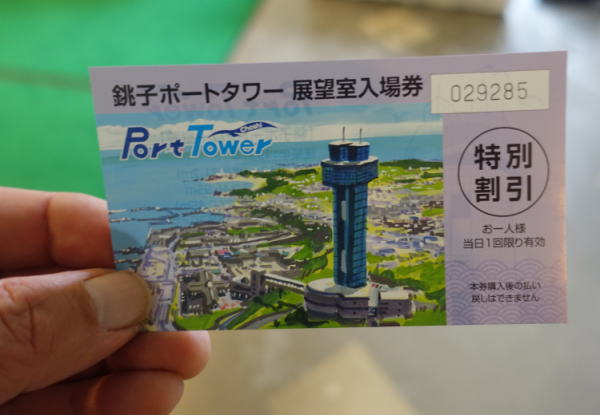 銚子ポートタワー 展望室入場券
029285
Choshi
Port Tower
特別
割引
お一人様
当日1回限り有効
本券購入後の払い
戻しはできません